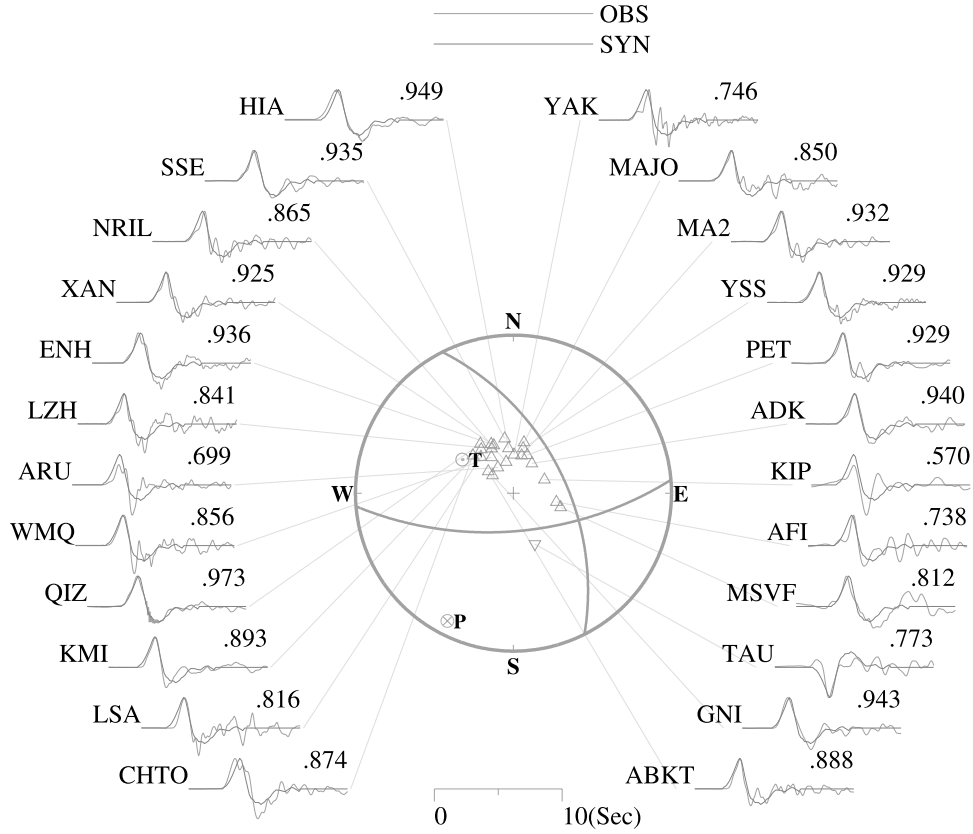 OBS
SYN
HIA .949 YAK .746
SSE .935 MAJO .850
NRIL .865 MA2 .932
XAN .925 YSS .929
N
ENH .936 PET .929
LZH .841 ADK .940
ARU .699 T KIP .570
W E
WMQ .856 AFI .738
QIZ .973 MSVF .812
P
KMI .893 S TAU .773
LSA .816 GNI .943
CHTO .874 ABKT .888
0 10(Sec)